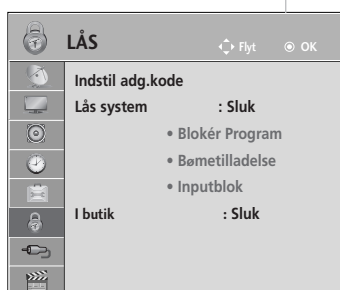 LÅS Flyt OK
Indstil adg.kode
Lås system : Sluk
• Blokér Program
• Bømetilladelse
• Inputblok
I butik : Sluk